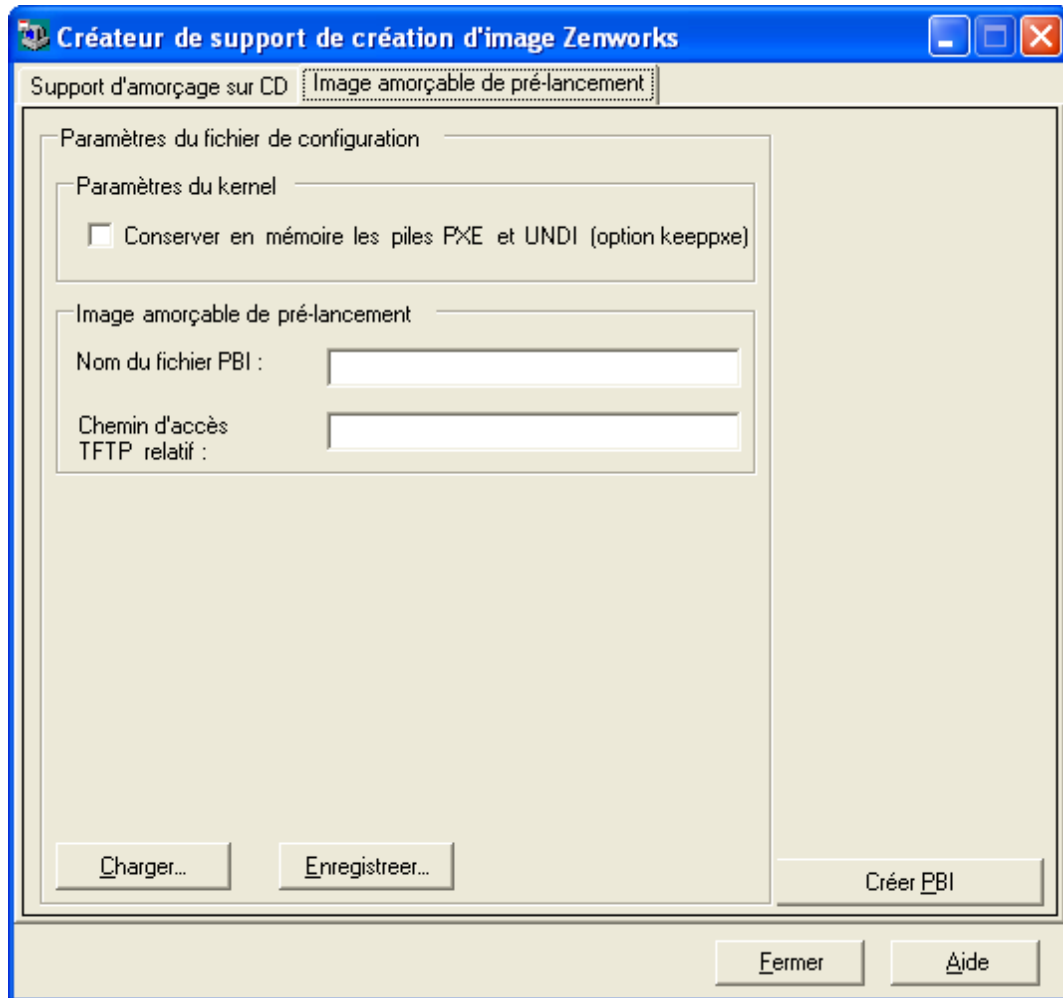 Créateur de support de création d'image Zenworks
Support d'amorçage sur CD
Image amorçable de pré-lancement
Paramètres du fichier de configuration
Paramètres du kernel
Conserver en mémoire les piles PXE et UNDI (option keeppxe)
Image amorçable de pré-lancement
Nom du fichier PBI :
Chemin d'accès
TFTP relatif :
Charger...
Enregistreer...
Créer PBI
Fermer
Aide